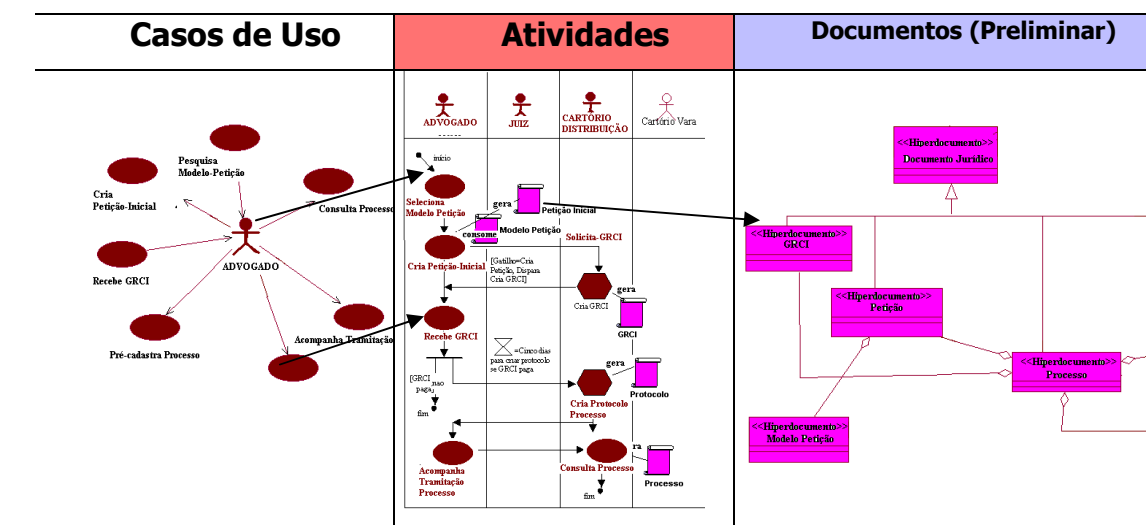 Casos de Uso
Atividades
Documentos (Preliminar)
Pesquisa
Modelo-Petição
Cria
Petição-Inicial
Consulta Processo
ADVOGADO
Recebe GRCI
Pré-cadastra Processo
Acompanha Tramitação
ADVOGADO
JUIZ
CARTÓRIO
DISTRIBUIÇÃO
Cartório Vara
início
Seleciona
Modelo Petição
gera
Petição Inicial
consome
Modelo Petição
Cria Petição-Inicial
Solicita-GRCI
[Gatilho=Cria
Petição, Dispara
Cria GRCI]
gera
Cria GRCI
GRCI
Recebe GRCI
=Cinco dias
para criar protocolo
se GRCI paga
gera
Protocolo
[GRCI
paga]
nao
fim
Cria Protocolo
Processo
Acompanha
Tramitação
Processo
Consulta Processo
ra
Processo
fim
<<Hiperdocumento>>
Documento Jurídico
<<Hiperdocumento>>
GRCI
<<Hiperdocumento>>
Petição
<<Hiperdocumento>>
Processo
<<Hiperdocumento>>
Modelo Petição